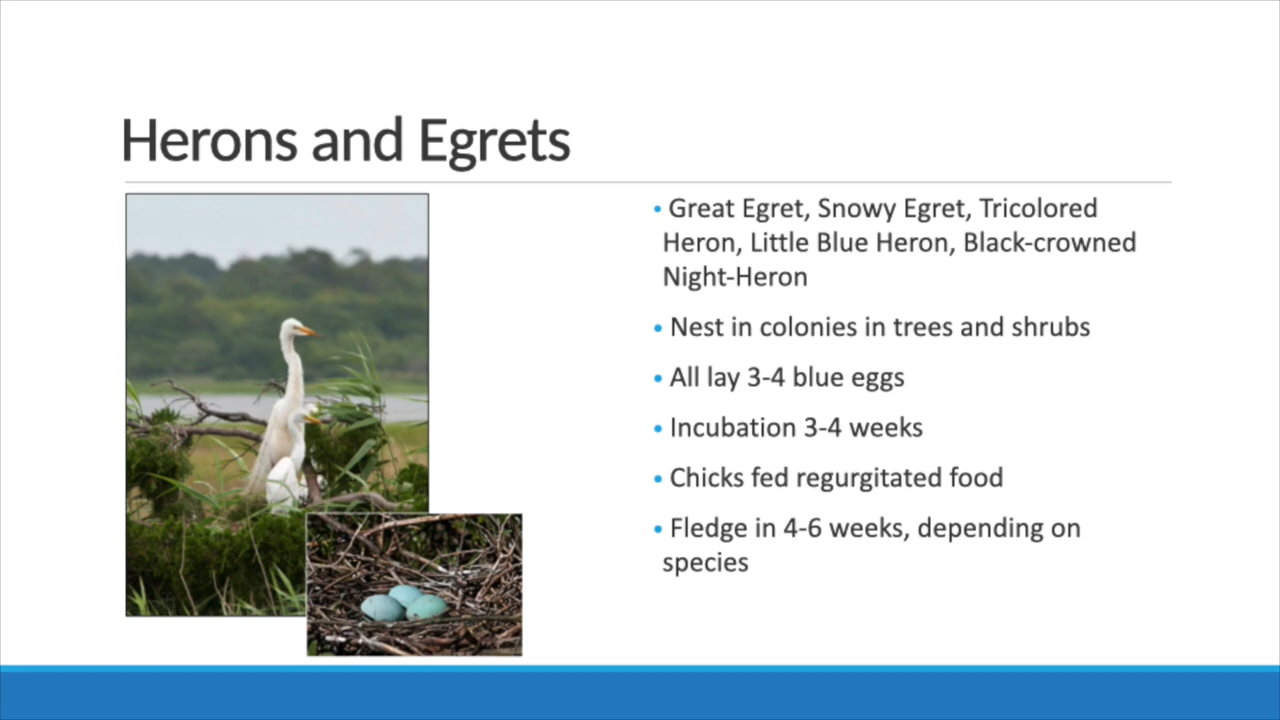 Herons and Egrets
• Great Egret, Snowy Egret, Tricolored
Heron, Little Blue Heron, Black-crowned
Night-Heron
• Nest in colonies in trees and shrubs
• All lay 3-4 blue eggs
• Incubation 3-4 weeks
• Chicks fed regurgitated food
• Fledge in 4-6 weeks, depending on
species